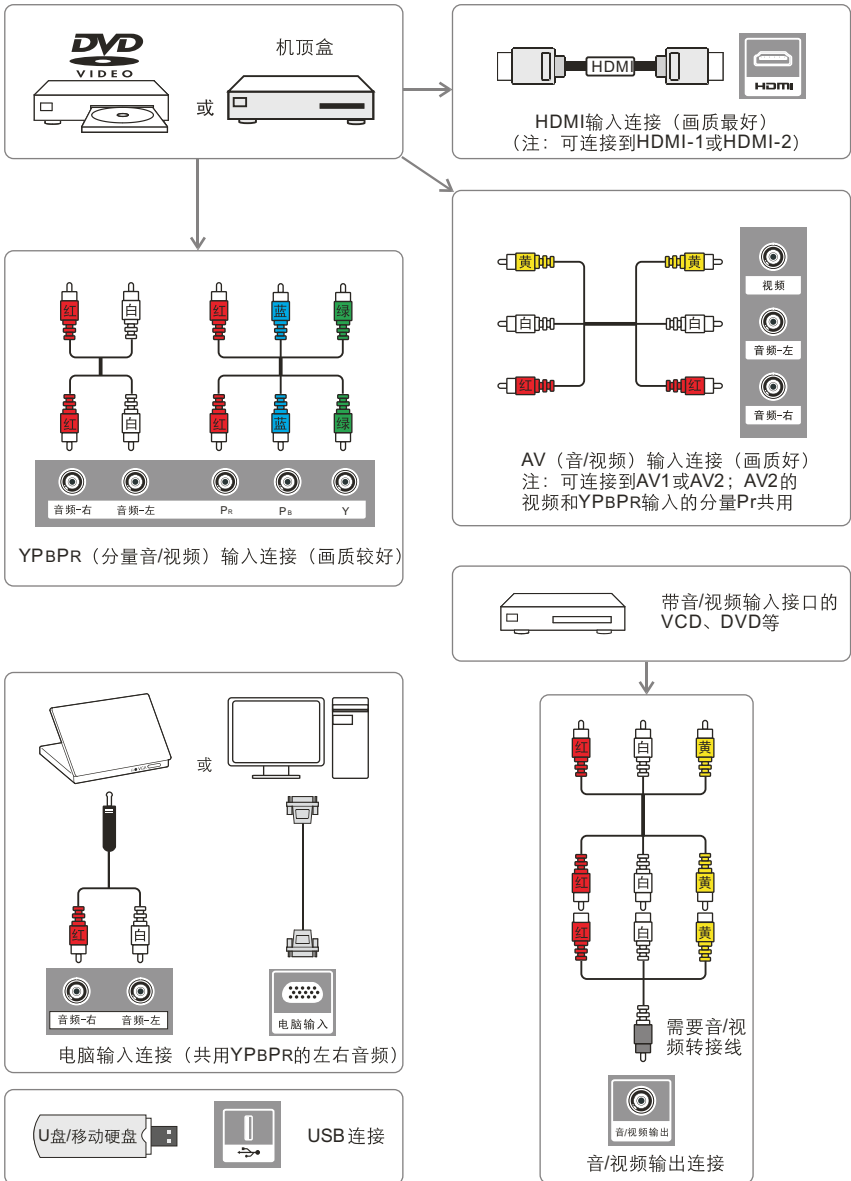 DVD
VIDEO
机顶盒
或
HDMI
HDMI
HDMI输入连接（画质最好）
（注：可连接到HDMI-1或HDMI-2）
红
白
红
蓝
绿
红
白
红
蓝
绿
音频-右
音频-左
PR
PB
Y
YPBPR（分量音/视频）输入连接（画质较好）
黄
黄
白
白
红
红
视频
音频-左
音频-右
AV（音/视频）输入连接（画质好）
注：可连接到AV1或AV2；AV2的
视频和YPBPR输入的分量Pr共用
带音/视频输入接口的
VCD、DVD等
或
红
白
音频-右
音频-左
电脑输入
电脑输入连接（共用YPBPR的左右音频）
红
白
黄
红
白
黄
红
白
黄
需要音/视
频转接线
音/视频输出
音/视频输出连接
U盘/移动硬盘
USB连接